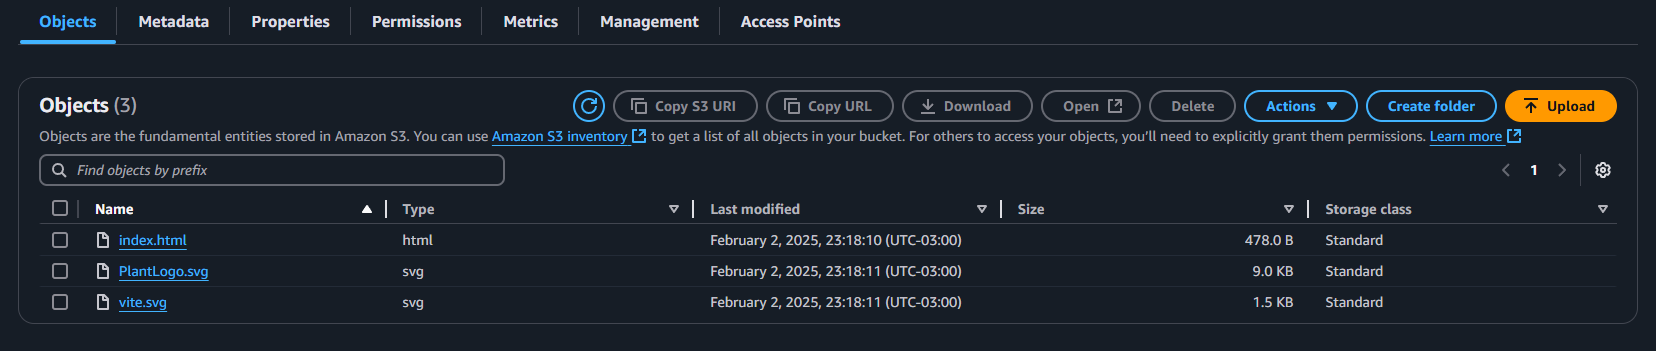 Objects Metadata Properties Permissions Metrics Management Access Points
Objects (3) Copy S3 URI Copy URL Download Open Delete Actions Create folder Upload
Objects are the fundamental entities stored in Amazon S3. You can use Amazon S3 inventory to get a list of all objects in your bucket. For others to access your objects, you’ll need to explicitly grant them permissions. Learn more
Find objects by prefix 1
Name Type Last modified Size Storage class
index.html html February 2, 2025, 23:18:10 (UTC-03:00) 478.0 B Standard
PlantLogo.svg svg February 2, 2025, 23:18:11 (UTC-03:00) 9.0 KB Standard
vite.svg svg February 2, 2025, 23:18:11 (UTC-03:00) 1.5 KB Standard